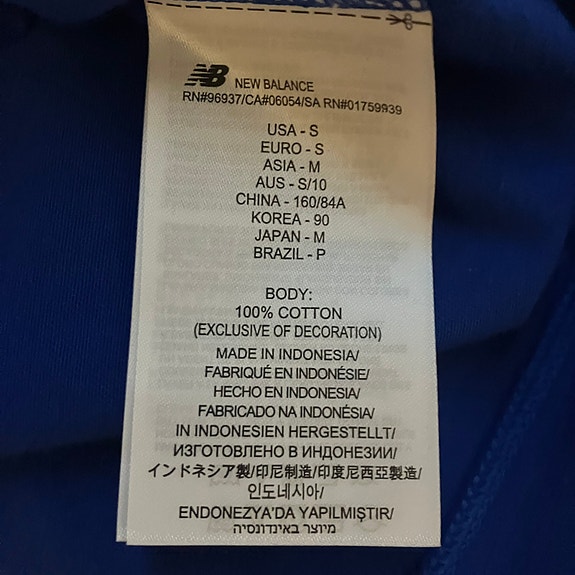 NB NEW BALANCE
RN#96937/CA#06054/SA RN#01759939
USA - S
EURO - S
ASIA - M
AUS - S/10
CHINA - 160/84A
KOREA - 90
JAPAN - M
BRAZIL - P
BODY:
100% COTTON
(EXCLUSIVE OF DECORATION)
MADE IN INDONESIA/
FABRIQUÉ EN INDONÉSIE/
HECHO EN INDONESIA/
FABRICADO NA INDONÉSIA/
IN INDONESIEN HERGESTELLT/
ИЗГОТОВЛЕНО В ИНДОНЕЗИИ/
インドネシア製/印尼制造/印度尼西亞製造/
인도네시아/
ENDONEZYA'DA YAPILMIŞTIR/
מיוצר באינדונסיה